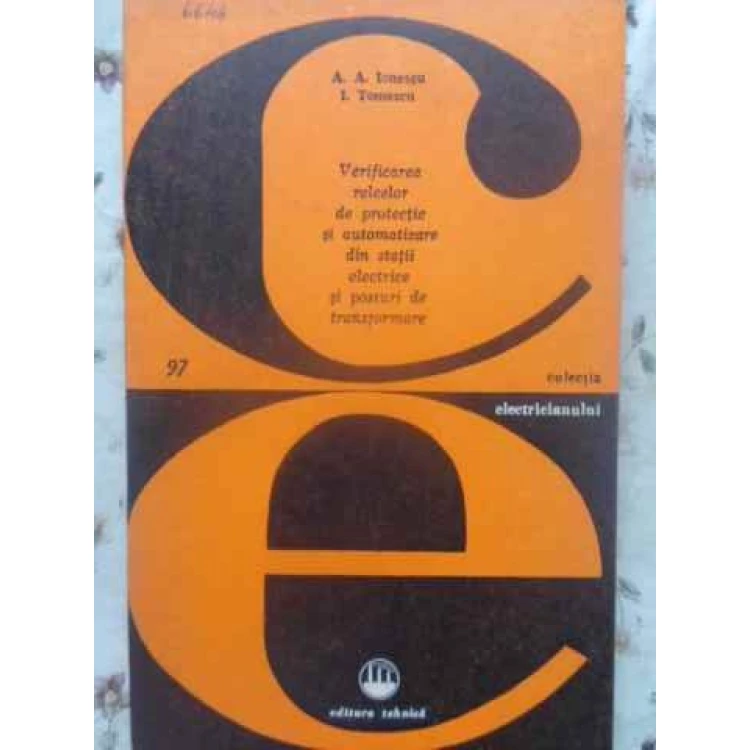 6648
A. A. Ionescu
I. Tomescu
Verificarea
releelor
de protecție
și automatizare
din stații
electrice
și posturi de
transformare
97
colecția
electricianului
c
e
editura tehnică